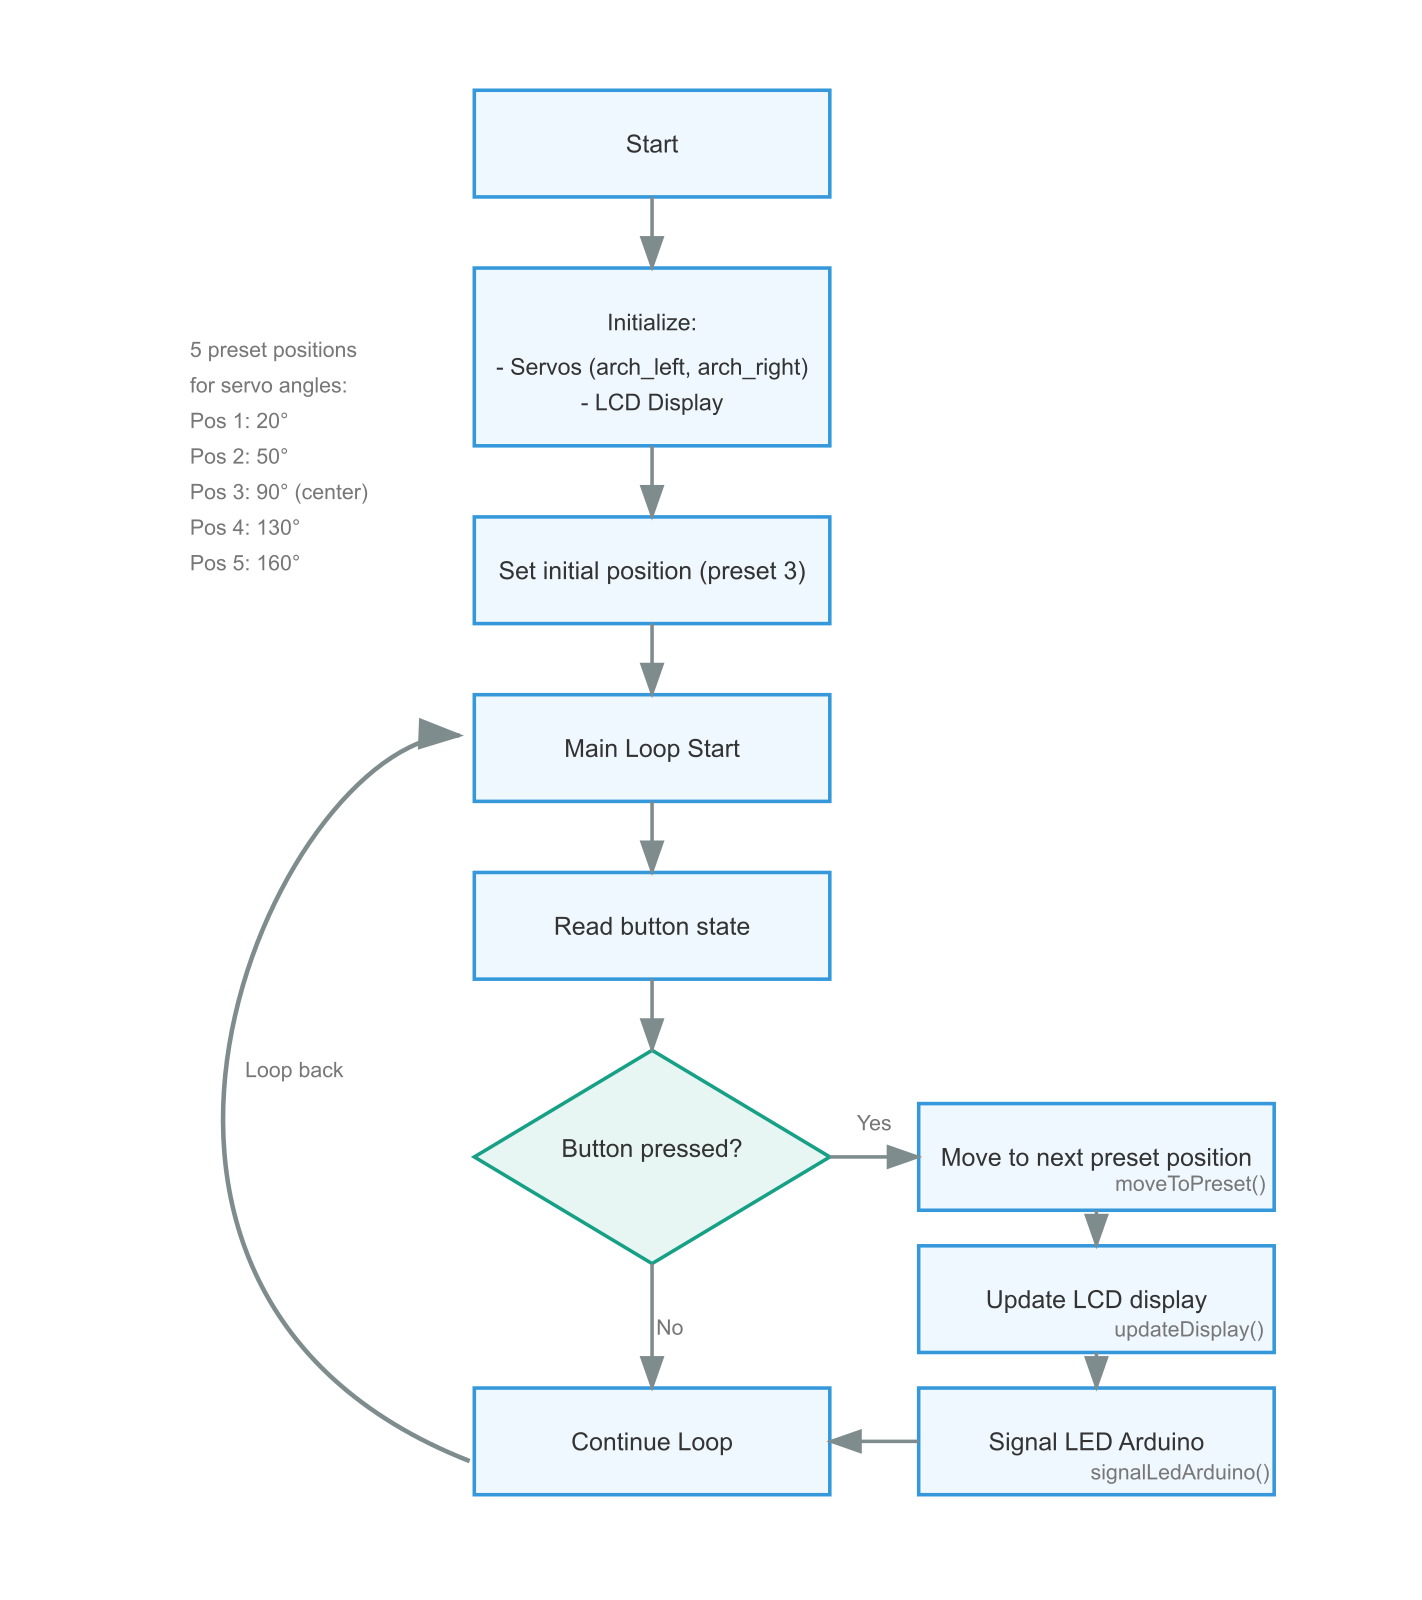 Start
Initialize:
- Servos (arch_left, arch_right)
- LCD Display
5 preset positions
for servo angles:
Pos 1: 20°
Pos 2: 50°
Pos 3: 90° (center)
Pos 4: 130°
Pos 5: 160°
Set initial position (preset 3)
Main Loop Start
Read button state
Loop back
Button pressed?
Yes
Move to next preset position
moveToPreset()
Update LCD display
updateDisplay()
No
Continue Loop
Signal LED Arduino
signalLedArduino()